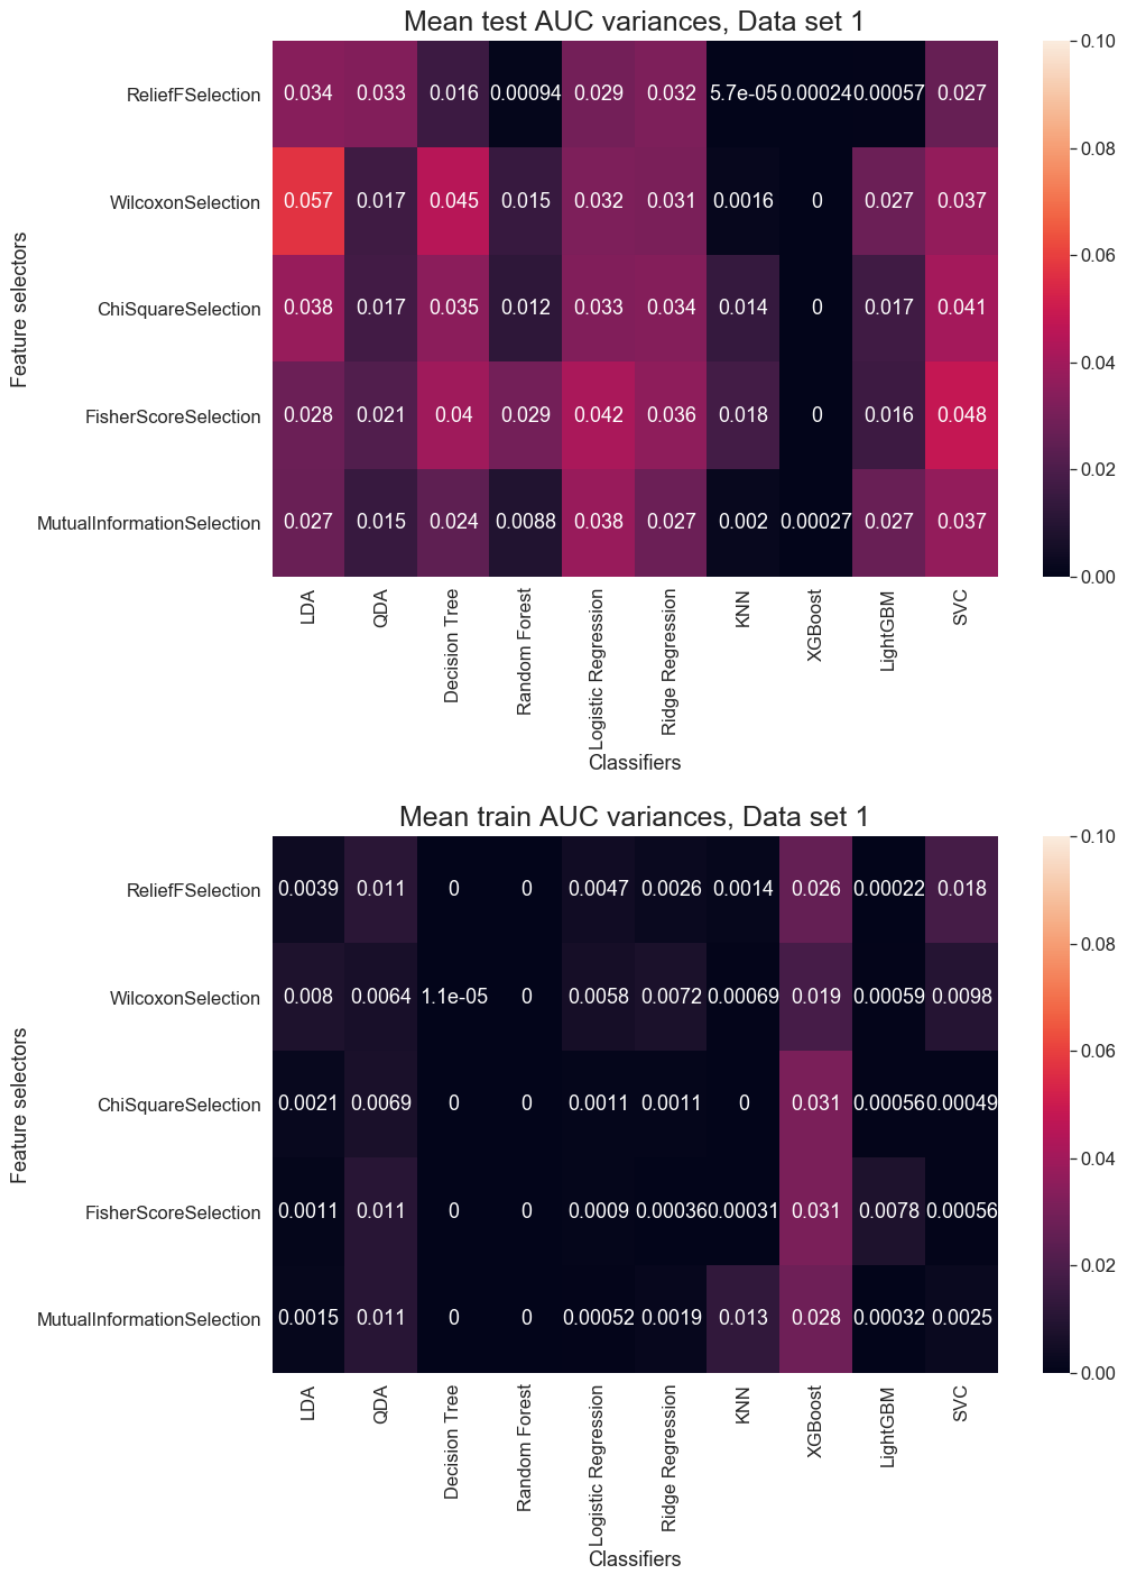 Mean test AUC variances, Data set 1
Feature selectors
ReliefFSelection 0.034 0.033 0.016 0.00094 0.029 0.032 5.7e-05 0.00024 0.00057 0.027
WilcoxonSelection 0.057 0.017 0.045 0.015 0.032 0.031 0.0016 0 0.027 0.037
ChiSquareSelection 0.038 0.017 0.035 0.012 0.033 0.034 0.014 0 0.017 0.041
FisherScoreSelection 0.028 0.021 0.04 0.029 0.042 0.036 0.018 0 0.016 0.048
MutualInformationSelection 0.027 0.015 0.024 0.0088 0.038 0.027 0.002 0.00027 0.027 0.037
LDA
QDA
Decision Tree
Random Forest
Logistic Regression
Ridge Regression
KNN
XGBoost
LightGBM
SVC
Classifiers
0.10
0.08
0.06
0.04
0.02
0.00
Mean train AUC variances, Data set 1
Feature selectors
ReliefFSelection 0.0039 0.011 0 0 0.0047 0.0026 0.0014 0.026 0.00022 0.018
WilcoxonSelection 0.008 0.0064 1.1e-05 0 0.0058 0.0072 0.00069 0.019 0.00059 0.0098
ChiSquareSelection 0.0021 0.0069 0 0 0.0011 0.0011 0 0.031 0.00056 0.00049
FisherScoreSelection 0.0011 0.011 0 0 0.0009 0.00036 0.00031 0.031 0.0078 0.00056
MutualInformationSelection 0.0015 0.011 0 0 0.00052 0.0019 0.013 0.028 0.00032 0.0025
LDA
QDA
Decision Tree
Random Forest
Logistic Regression
Ridge Regression
KNN
XGBoost
LightGBM
SVC
Classifiers
0.10
0.08
0.06
0.04
0.02
0.00